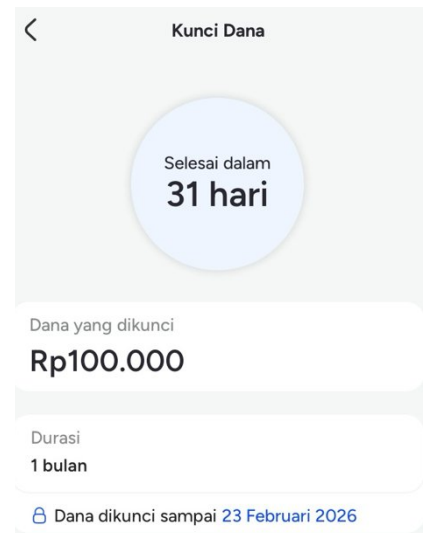 Kunci Dana
Selesai dalam
31 hari
Dana yang dikunci
Rp100.000
Durasi
1 bulan
Dana dikunci sampai 23 Februari 2026